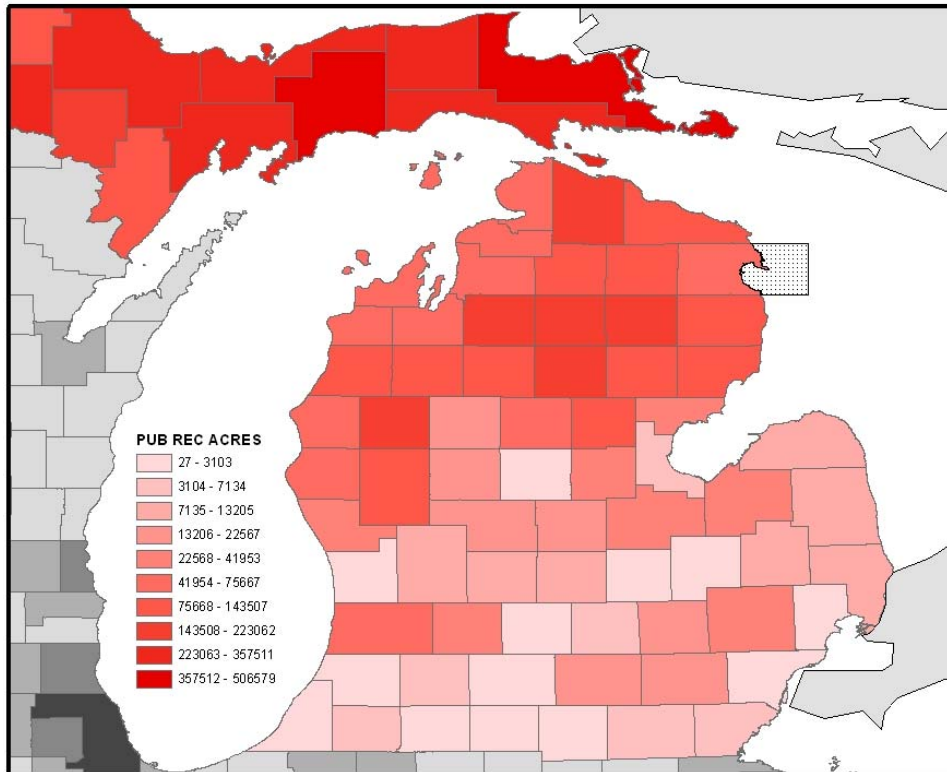 PUB REC ACRES
27 - 3103
3104 - 7134
7135 - 13205
13206 - 22567
22568 - 41953
41954 - 75667
75668 - 143507
143508 - 223062
223063 - 357511
357512 - 506579